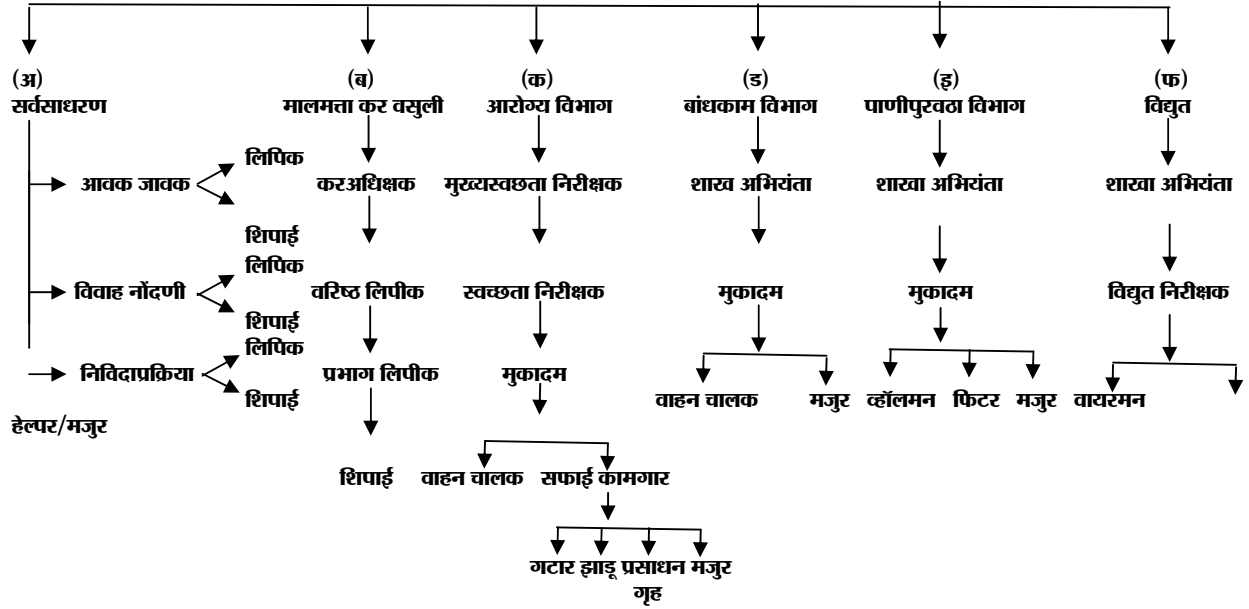 (अ) (ब) (क) (ड) (इ) (फ)
सर्वसाधरण मालमत्ता कर वसुली आरोग्य विभाग बांधकाम विभाग पाणीपुरवठा विभाग विद्युत
लिपिक
आवक जावक करअधिक्षक मुख्यस्वछता निरीक्षक शाख अभियंता शाखा अभियंता शाखा अभियंता
शिपाई
लिपिक
विवाह नोंदणी वरिष्ठ लिपीक स्वच्छता निरीक्षक मुकादम मुकादम विद्युत निरीक्षक
शिपाई
लिपिक
निविदाप्रक्रिया प्रभाग लिपीक मुकादम
शिपाई वाहन चालक मजुर व्हॉलमन फिटर मजुर वायरमन
हेल्पर/मजुर
शिपाई वाहन चालक सफाई कामगार
गटार झाडू प्रसाधन मजुर
गृह